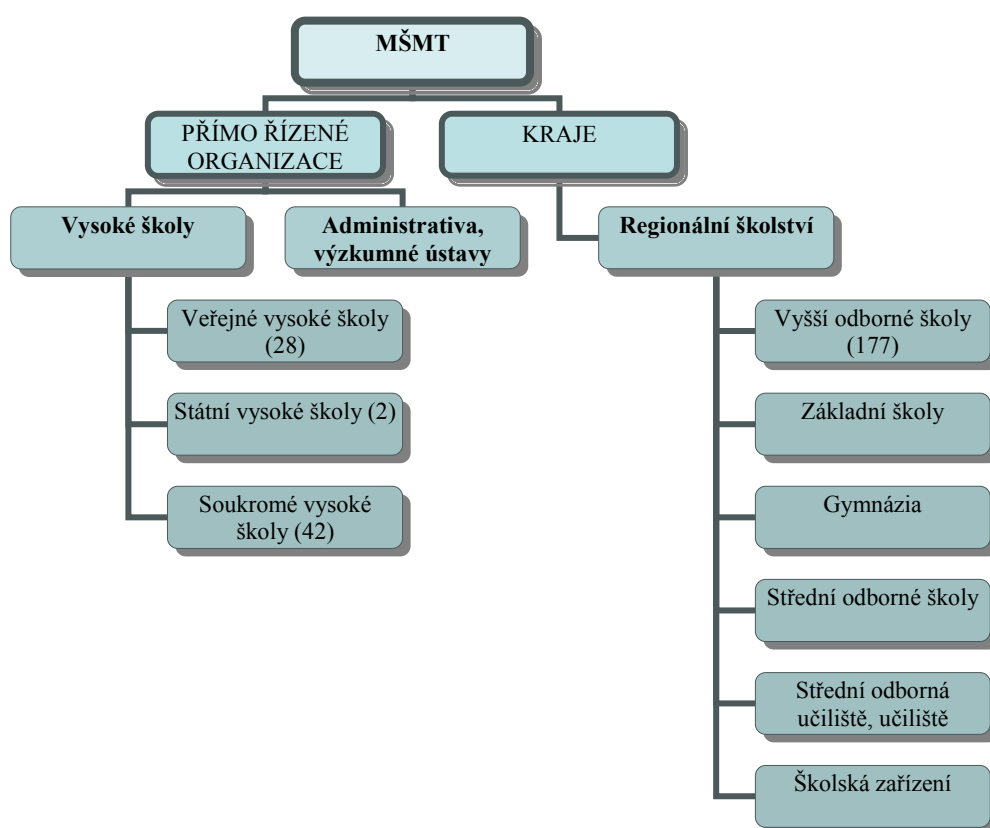 MŠMT
PŘÍMO ŘÍZENÉ
ORGANIZACE
KRAJE
Vysoké školy
Administrativa,
výzkumné ústavy
Regionální školství
Veřejné vysoké školy
(28)
Státní vysoké školy (2)
Soukromé vysoké
školy (42)
Vyšší odborné školy
(177)
Základní školy
Gymnázia
Střední odborné školy
Střední odborná
učiliště, učiliště
Školská zařízení